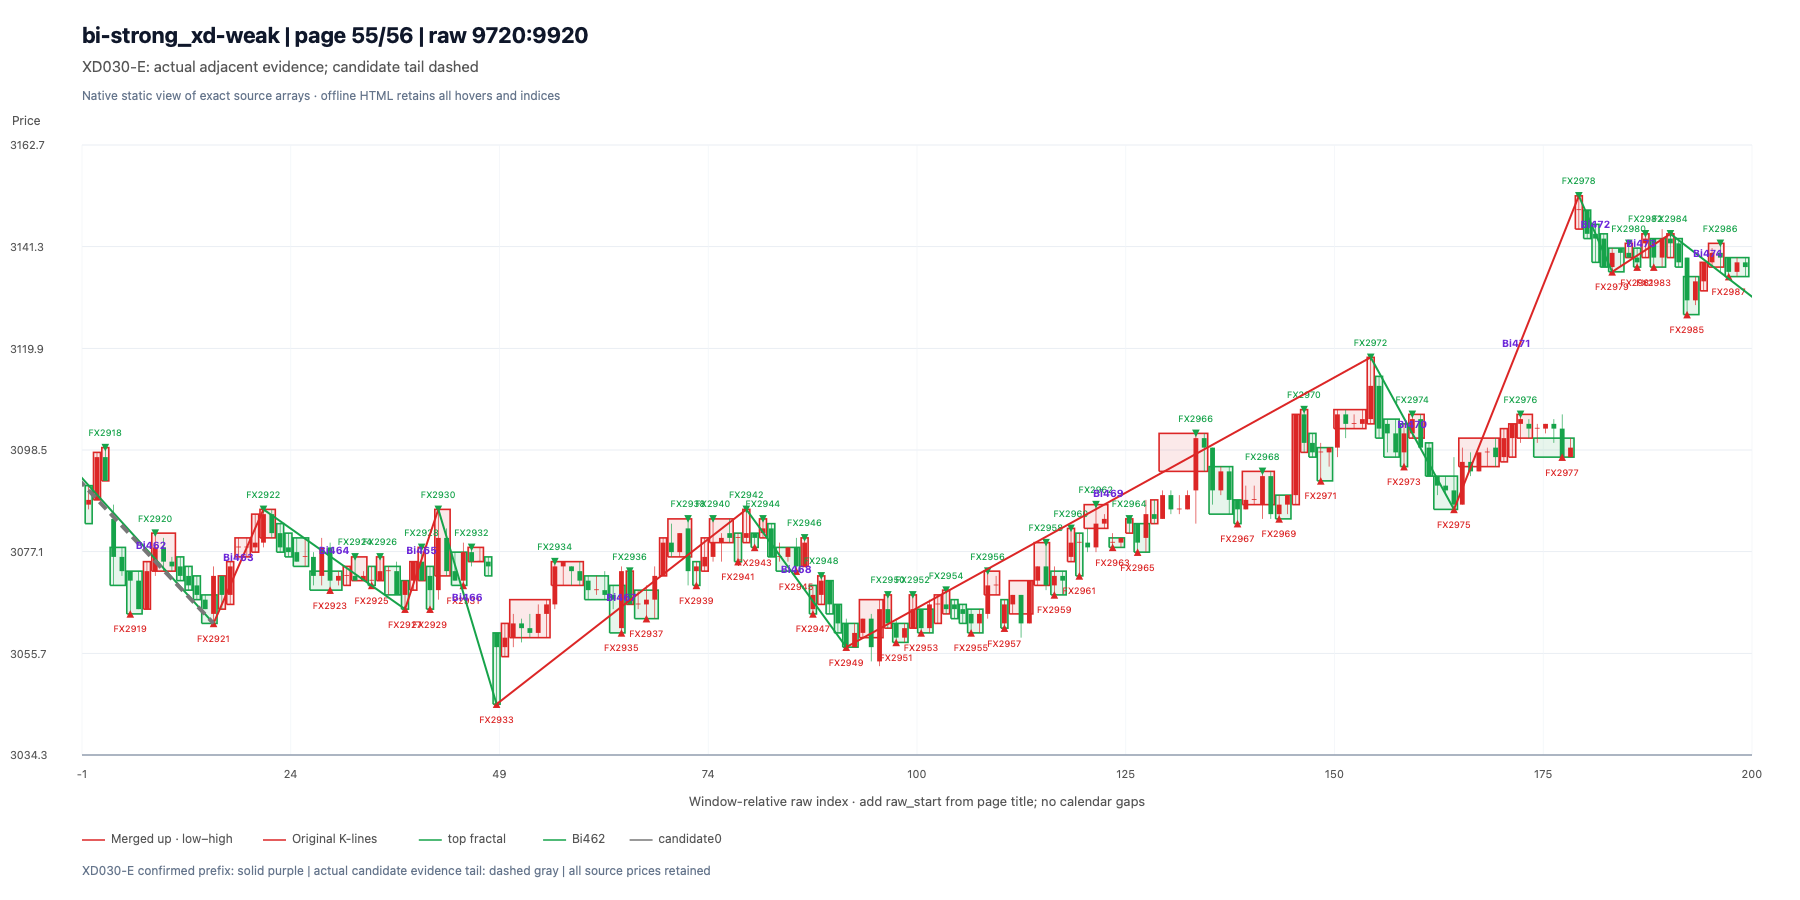 bi-strong_xd-weak | page 55/56 | raw 9720:9920
XD030-E: actual adjacent evidence; candidate tail dashed
Native static view of exact source arrays · offline HTML retains all hovers and indices
Price
3162.7
3141.3
3119.9
3098.5
3077.1
3055.7
3034.3
-1 24 49 74 100 125 150 175 200
FX2978
Bi472
FX2980
FX2984
FX2986
Bi474
FX2979
FX2983
FX2987
FX2985
Bi471
FX2972
FX2970
FX2974
FX2976
Bi470
FX2966
FX2918
FX2968
FX2973
FX2977
FX2971
FX2922
FX2930
FX2942
FX2944
FX2940
Bi469
FX2964
FX2975
FX2920
FX2932
FX2946
FX2958
FX2967
FX2969
Bi462
Bi463
Bi464
FX2926
Bi465
FX2934
FX2936
FX2948
FX2956
FX2963
FX2965
FX2943
FX2941
Bi468
FX2952
FX2954
FX2961
FX2923
FX2925
Bi466
FX2939
FX2959
FX2919
FX2921
FX2929
FX2937
FX2935
FX2947
FX2949
FX2951
FX2953
FX2955
FX2957
FX2933
Window-relative raw index · add raw_start from page title; no calendar gaps
Merged up · low–high Original K-lines top fractal Bi462 candidate0
XD030-E confirmed prefix: solid purple | actual candidate evidence tail: dashed gray | all source prices retained